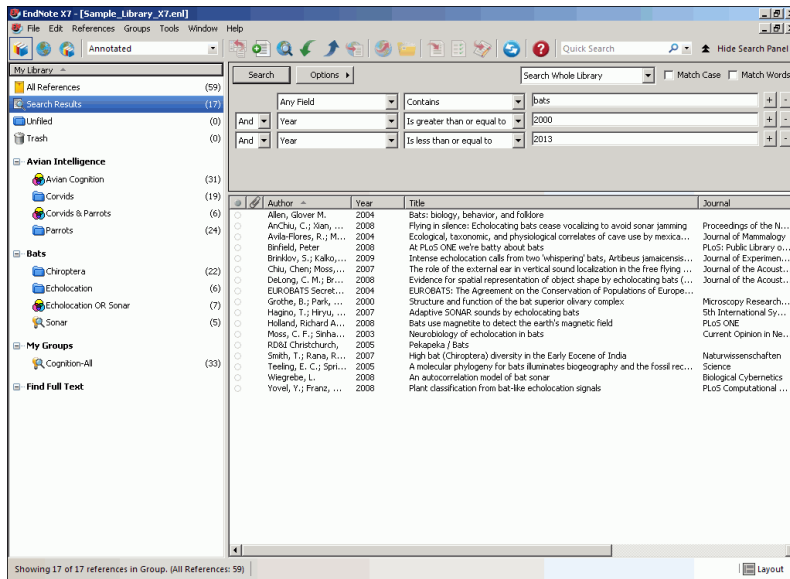 EndNote X7 - [Sample_Library_X7.enl]
File Edit References Groups Tools Window Help
Annotated Quick Search Hide Search Panel
My Library
All References (59)
Search Results (17)
Unfiled (0)
Trash (0)
Avian Intelligence
Avian Cognition (31)
Corvids (19)
Corvids & Parrots (6)
Parrots (24)
Bats
Chiroptera (22)
Echolocation (6)
Echolocation OR Sonar (7)
Sonar (5)
My Groups
Cognition-All (33)
Find Full Text
Search Options Search Whole Library Match Case Match Words
Any Field Contains bats + -
And Year Is greater than or equal to 2000 + -
And Year Is less than or equal to 2013 + -
Author Year Title Journal
Allen, Glover M. 2004 Bats: biology, behavior, and folklore
AnChiu, C.; Xian, ... 2008 Flying in silence: Echolocating bats cease vocalizing to avoid sonar jamming Proceedings of the N...
Avila-Flores, R.; M... 2004 Ecological, taxonomic, and physiological correlates of cave use by mexica... Journal of Mammalogy
Binfield, Peter 2008 At PLoS ONE we're batty about bats PLoS: Public Library o...
Brinklov, S.; Kalko,... 2009 Intense echolocation calls from two 'whispering' bats, Artibeus jamaicensis... Journal of Experimen...
Chiu, Chen; Moss,... 2007 The role of the external ear in vertical sound localization in the free flying ... Journal of the Acoust...
DeLong, C. M.; Br... 2008 Evidence for spatial representation of object shape by echolocating bats (... Journal of the Acoust...
EUROBATS Secret... 2004 EUROBATS: The Agreement on the Conservation of Populations of Europe...
Grothe, B.; Park, ... 2000 Structure and function of the bat superior olivary complex Microscopy Research...
Hagino, T.; Hiryu, ... 2007 Adaptive SONAR sounds by echolocating bats 5th International Sy...
Holland, Richard A... 2008 Bats use magnetite to detect the earth's magnetic field PLoS ONE
Moss, C. F.; Sinha... 2003 Neurobiology of echolocation in bats Current Opinion in Ne...
RD&I Christchurch, 2005 Pekapeka / Bats
Smith, T.; Rana, R... 2007 High bat (Chiroptera) diversity in the Early Eocene of India Naturwissenschaften
Teeling, E. C.; Spri... 2005 A molecular phylogeny for bats illuminates biogeography and the fossil rec... Science
Wiegrebe, L. 2008 An autocorrelation model of bat sonar Biological Cybernetics
Yovel, Y.; Franz, ... 2008 Plant classification from bat-like echolocation signals PLoS Computational ...
Showing 17 of 17 references in Group. (All References: 59) Layout